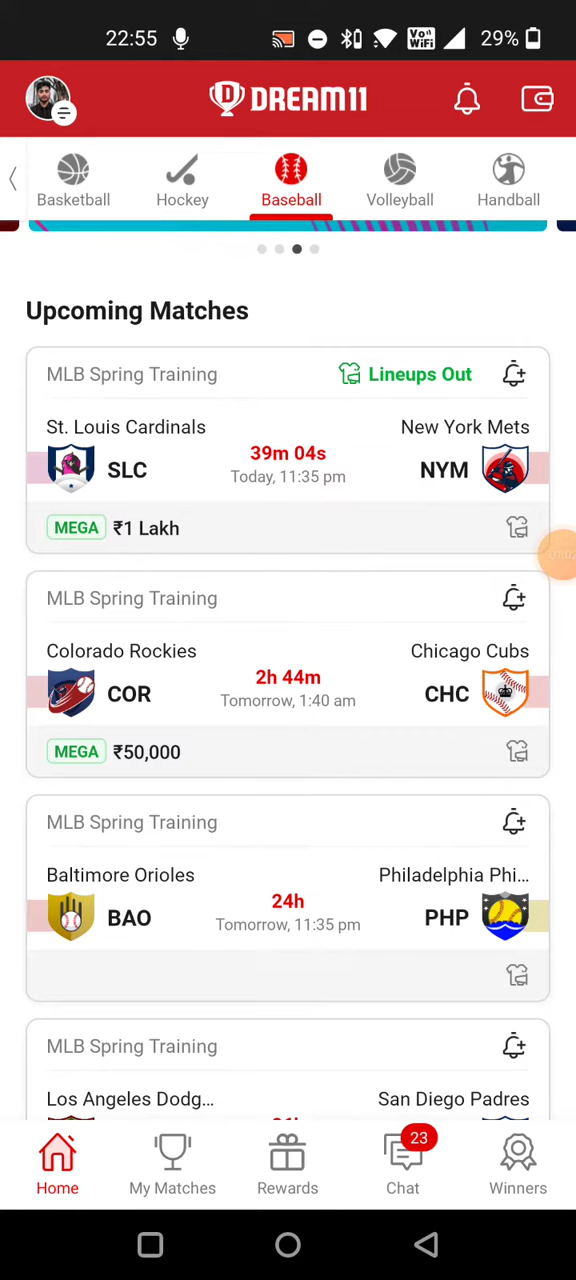 22:55
Vo))
WiFi
29%
DREAM11
Basketball
Hockey
Baseball
Volleyball
Handball
Upcoming Matches
MLB Spring Training
Lineups Out
St. Louis Cardinals
New York Mets
SLC
39m 04s
Today, 11:35 pm
NYM
MEGA ₹1 Lakh
01:02
MLB Spring Training
Colorado Rockies
Chicago Cubs
COR
2h 44m
Tomorrow, 1:40 am
CHC
MEGA ₹50,000
MLB Spring Training
Baltimore Orioles
Philadelphia Phi...
BAO
24h
Tomorrow, 11:35 pm
PHP
MLB Spring Training
Los Angeles Dodg...
San Diego Padres
23
Home
My Matches
Rewards
Chat
Winners